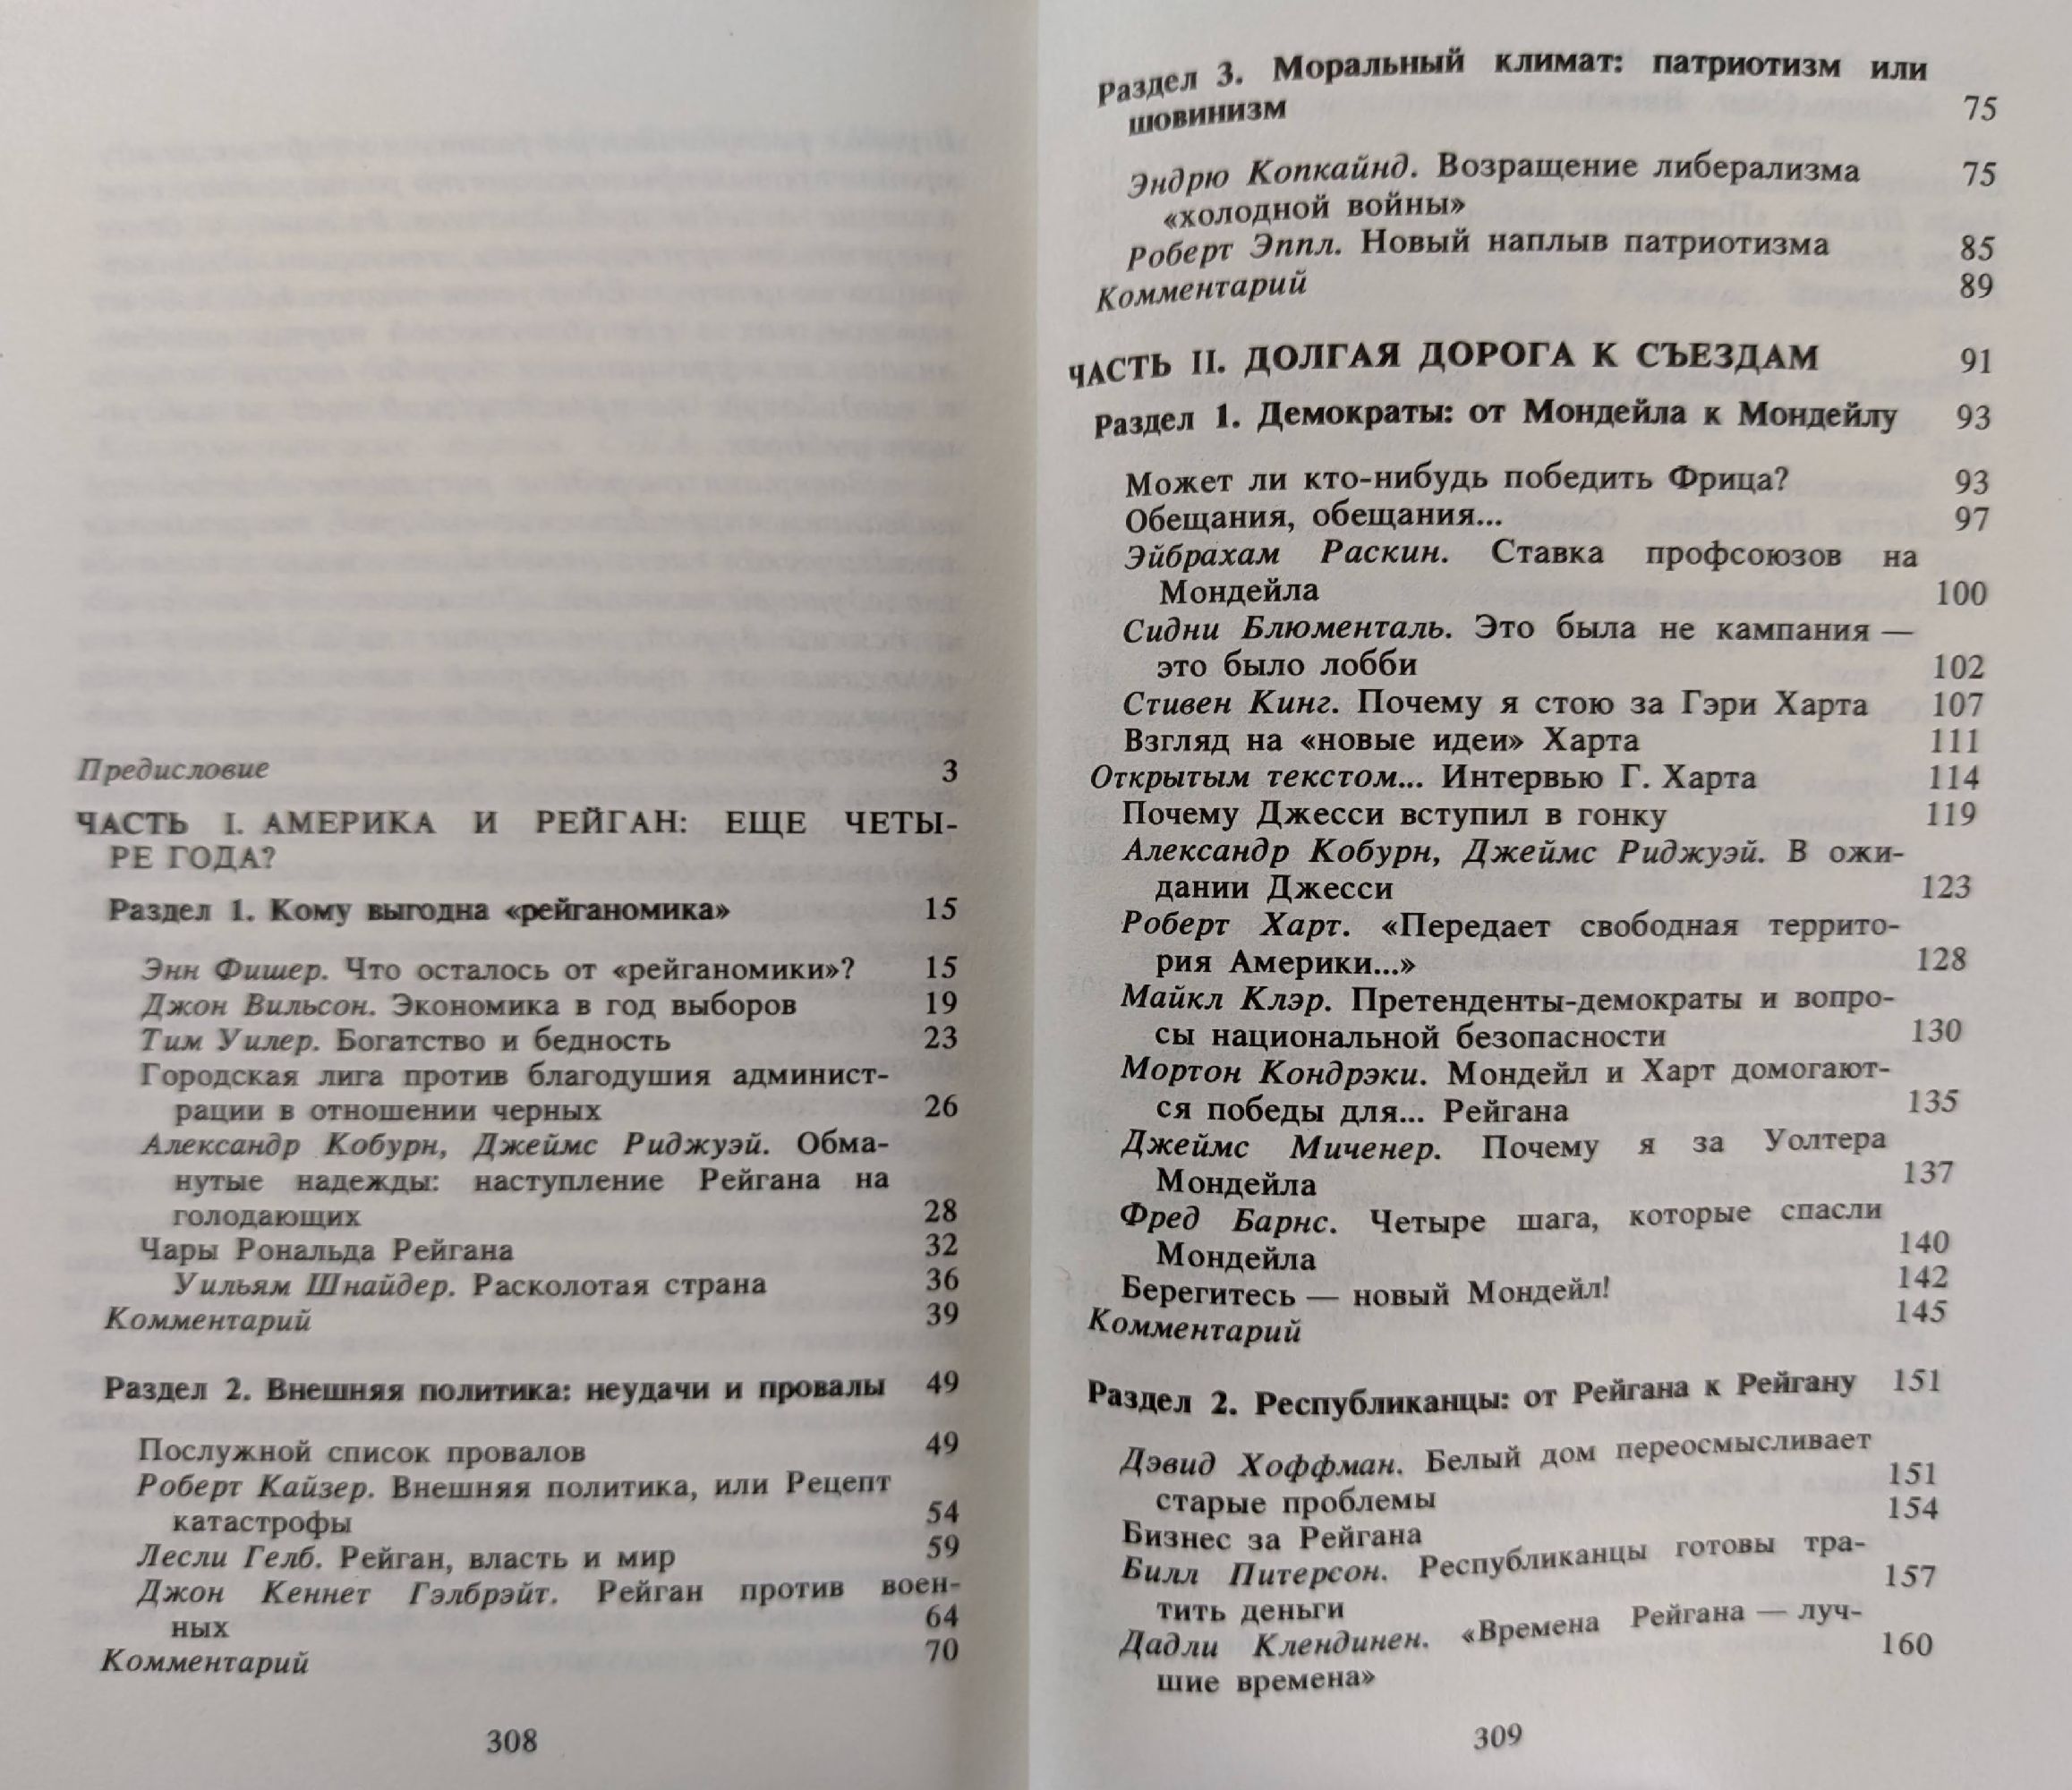 Предисловие 3
ЧАСТЬ I. АМЕРИКА И РЕЙГАН: ЕЩЕ ЧЕТЫ-
РЕ ГОДА?
Раздел 1. Кому выгодна «рейганомика» 15
Энн Фишер. Что осталось от «рейганомики»? 15
Джон Вильсон. Экономика в год выборов 19
Тим Уилер. Богатство и бедность 23
Городская лига против благодушия админист-
рации в отношении черных 26
Александр Кобурн, Джеймс Риджуэй. Обма-
нутые надежды: наступление Рейгана на
голодающих 28
Чары Рональда Рейгана 32
Уильям Шнайдер. Расколотая страна 36
Комментарий 39
Раздел 2. Внешняя политика: неудачи и провалы 49
Послужной список провалов 49
Роберт Кайзер. Внешняя политика, или Рецепт
катастрофы 54
Лесли Гелб. Рейган, власть и мир 59
Джон Кеннет Гэлбрэйт. Рейган против воен-
ных 64
Комментарий 70
308
Раздел 3. Моральный климат: патриотизм или
шовинизм 75
Эндрю Копкайнд. Возращение либерализма 75
«холодной войны»
Роберт Эппл. Новый наплыв патриотизма 85
Комментарий 89
ЧАСТЬ II. ДОЛГАЯ ДОРОГА К СЪЕЗДАМ 91
Раздел 1. Демократы: от Мондейла к Мондейлу 93
Может ли кто-нибудь победить Фрица? 93
Обещания, обещания... 97
Эйбрахам Раскин. Ставка профсоюзов на
Мондейла 100
Сидни Блюменталь. Это была не кампания —
это было лобби 102
Стивен Кинг. Почему я стою за Гэри Харта 107
Взгляд на «новые идеи» Харта 111
Открытым текстом... Интервью Г. Харта 114
Почему Джесси вступил в гонку 119
Александр Кобурн, Джеймс Риджуэй. В ожи-
дании Джесси 123
Роберт Харт. «Передает свободная террито-
рия Америки...» 128
Майкл Клэр. Претенденты-демократы и вопро-
сы национальной безопасности 130
Мортон Кондрэки. Мондейл и Харт домогают-
ся победы для... Рейгана 135
Джеймс Миченер. Почему я за Уолтера
Мондейла 137
Фред Барнс. Четыре шага, которые спасли
Мондейла 140
Берегитесь — новый Мондейл! 142
Комментарий 145
Раздел 2. Республиканцы: от Рейгана к Рейгану 151
Дэвид Хоффман. Белый дом переосмысливает
старые проблемы 151
Бизнес за Рейгана 154
Билл Питерсон. Республиканцы готовы тра-
тить деньги 157
Дадли Клендинен. «Времена Рейгана — луч-
шие времена» 160
309